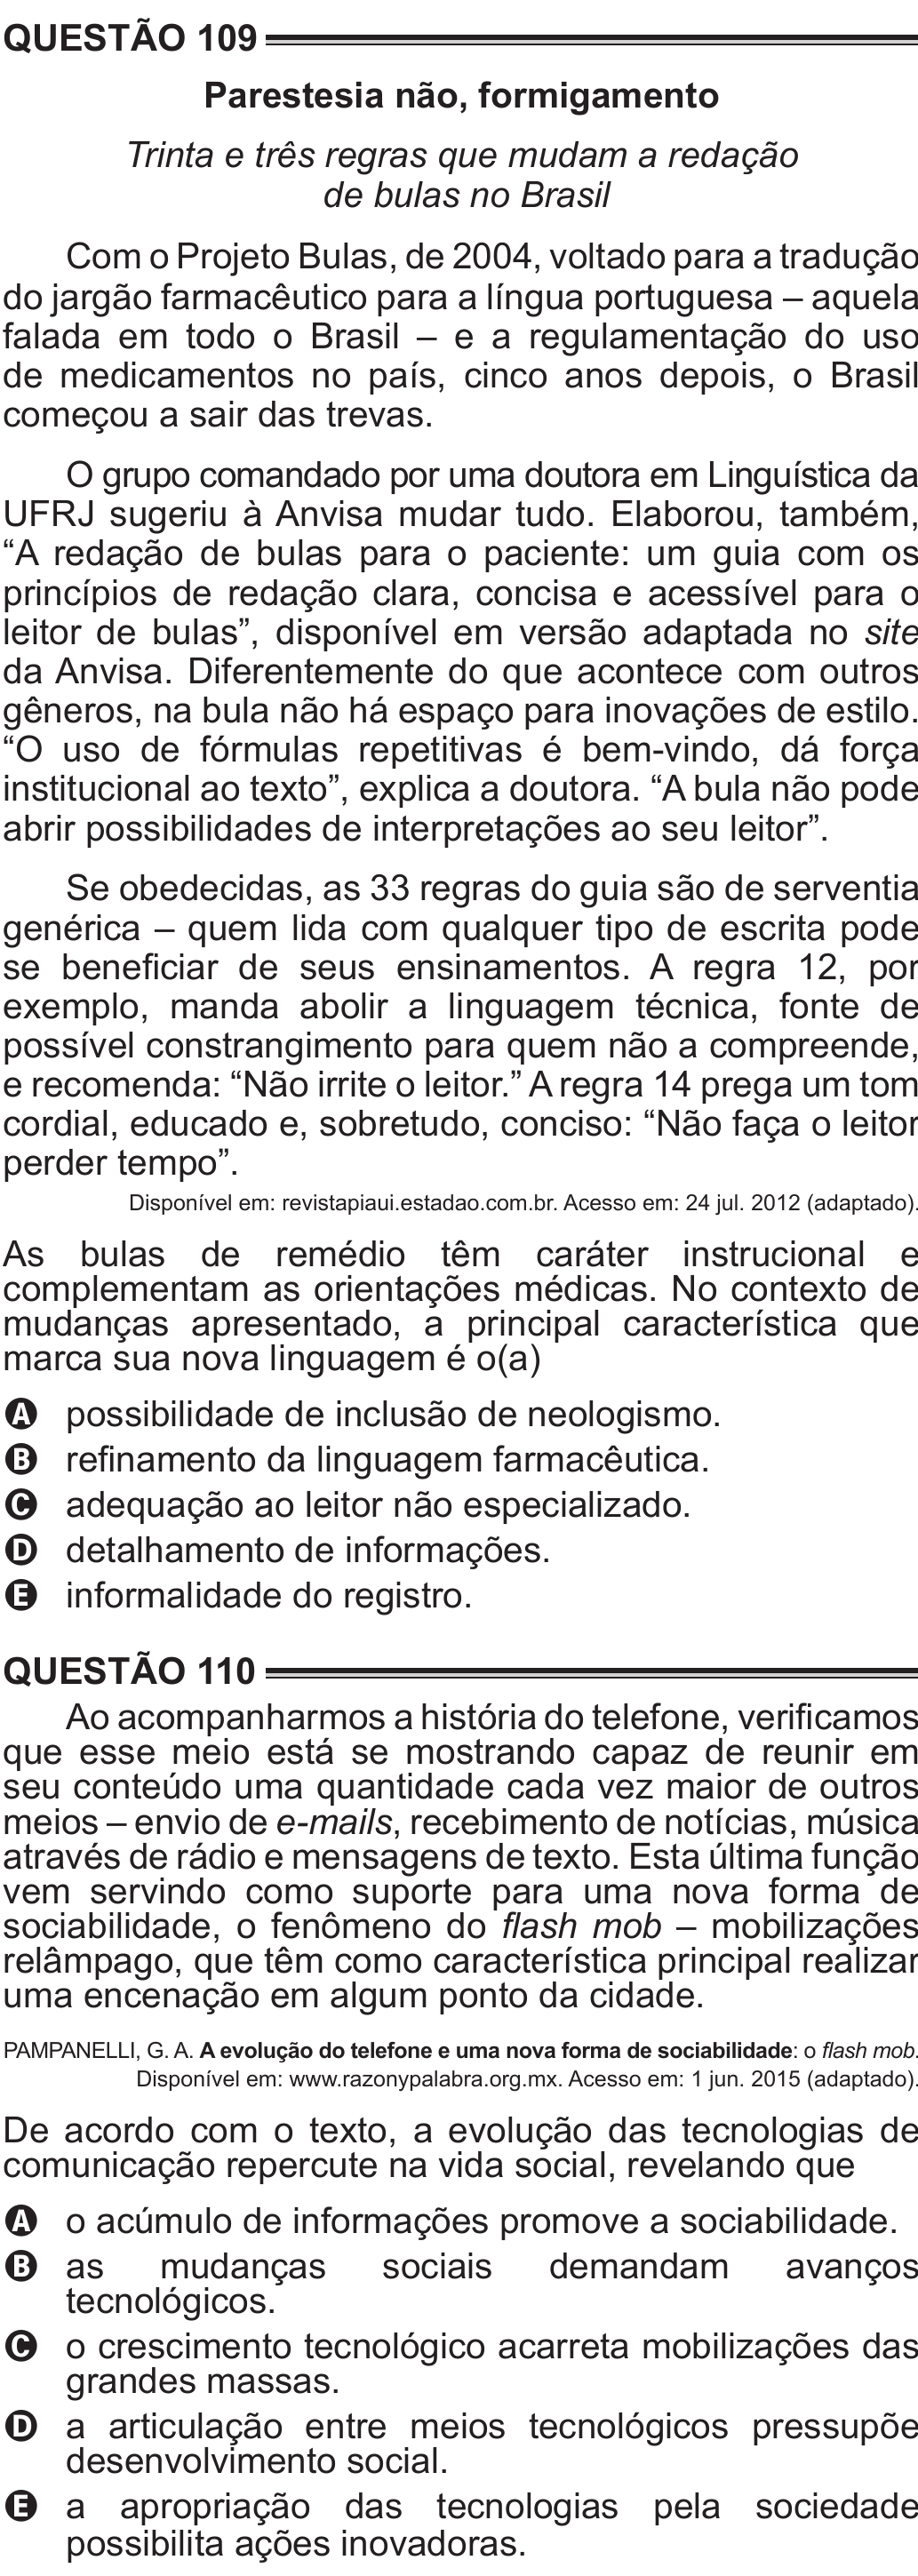 QUESTÃO 109
Parestesia não, formigamento
Trinta e três regras que mudam a redação
de bulas no Brasil
Com o Projeto Bulas, de 2004, voltado para a tradução
do jargão farmacêutico para a língua portuguesa – aquela
falada em todo o Brasil – e a regulamentação do uso
de medicamentos no país, cinco anos depois, o Brasil
começou a sair das trevas.
O grupo comandado por uma doutora em Linguística da
UFRJ sugeriu à Anvisa mudar tudo. Elaborou, também,
“A redação de bulas para o paciente: um guia com os
princípios de redação clara, concisa e acessível para o
leitor de bulas”, disponível em versão adaptada no site
da Anvisa. Diferentemente do que acontece com outros
gêneros, na bula não há espaço para inovações de estilo.
“O uso de fórmulas repetitivas é bem-vindo, dá força
institucional ao texto”, explica a doutora. “A bula não pode
abrir possibilidades de interpretações ao seu leitor”.
Se obedecidas, as 33 regras do guia são de serventia
genérica – quem lida com qualquer tipo de escrita pode
se beneficiar de seus ensinamentos. A regra 12, por
exemplo, manda abolir a linguagem técnica, fonte de
possível constrangimento para quem não a compreende,
e recomenda: “Não irrite o leitor.” A regra 14 prega um tom
cordial, educado e, sobretudo, conciso: “Não faça o leitor
perder tempo”.
Disponível em: revistapiaui.estadao.com.br. Acesso em: 24 jul. 2012 (adaptado).
As bulas de remédio têm caráter instrucional e
complementam as orientações médicas. No contexto de
mudanças apresentado, a principal característica que
marca sua nova linguagem é o(a)
A possibilidade de inclusão de neologismo.
B refinamento da linguagem farmacêutica.
C adequação ao leitor não especializado.
D detalhamento de informações.
E informalidade do registro.
QUESTÃO 110
Ao acompanharmos a história do telefone, verificamos
que esse meio está se mostrando capaz de reunir em
seu conteúdo uma quantidade cada vez maior de outros
meios – envio de e-mails, recebimento de notícias, música
através de rádio e mensagens de texto. Esta última função
vem servindo como suporte para uma nova forma de
sociabilidade, o fenômeno do flash mob – mobilizações
relâmpago, que têm como característica principal realizar
uma encenação em algum ponto da cidade.
PAMPANELLI, G. A. A evolução do telefone e uma nova forma de sociabilidade: o flash mob.
Disponível em: www.razonypalabra.org.mx. Acesso em: 1 jun. 2015 (adaptado).
De acordo com o texto, a evolução das tecnologias de
comunicação repercute na vida social, revelando que
A o acúmulo de informações promove a sociabilidade.
B as mudanças sociais demandam avanços
tecnológicos.
C o crescimento tecnológico acarreta mobilizações das
grandes massas.
D a articulação entre meios tecnológicos pressupõe
desenvolvimento social.
E a apropriação das tecnologias pela sociedade
possibilita ações inovadoras.